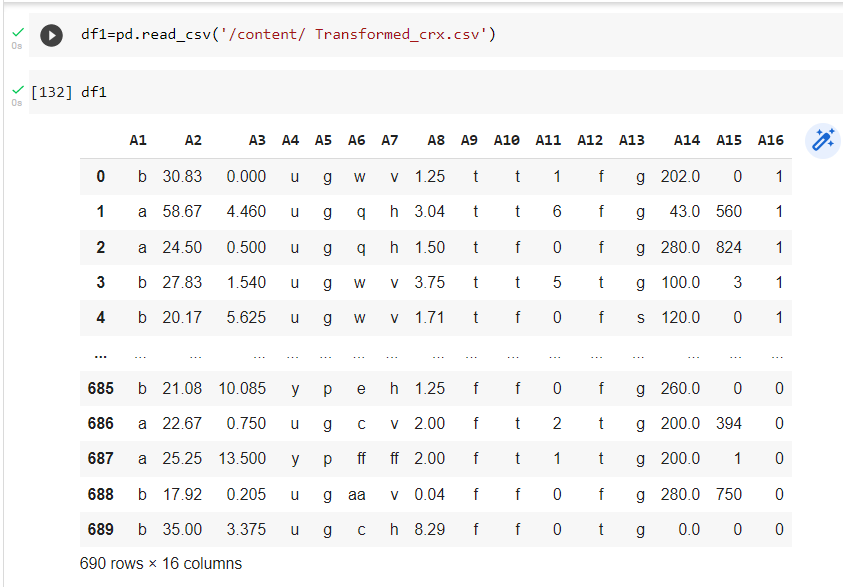 df1=pd.read_csv('/content/ Transformed_crx.csv')
0s
[132] df1
0s
A1 A2 A3 A4 A5 A6 A7 A8 A9 A10 A11 A12 A13 A14 A15 A16
0 b 30.83 0.000 u g w v 1.25 t t 1 f g 202.0 0 1
1 a 58.67 4.460 u g q h 3.04 t t 6 f g 43.0 560 1
2 a 24.50 0.500 u g q h 1.50 t f 0 f g 280.0 824 1
3 b 27.83 1.540 u g w v 3.75 t t 5 t g 100.0 3 1
4 b 20.17 5.625 u g w v 1.71 t f 0 f s 120.0 0 1
... ... ... ... ... ... ... ... ... ... ... ... ... ... ... ... ...
685 b 21.08 10.085 y p e h 1.25 f f 0 f g 260.0 0 0
686 a 22.67 0.750 u g c v 2.00 f t 2 t g 200.0 394 0
687 a 25.25 13.500 y p ff ff 2.00 f t 1 t g 200.0 1 0
688 b 17.92 0.205 u g aa v 0.04 f f 0 f g 280.0 750 0
689 b 35.00 3.375 u g c h 8.29 f f 0 t g 0.0 0 0
690 rows × 16 columns